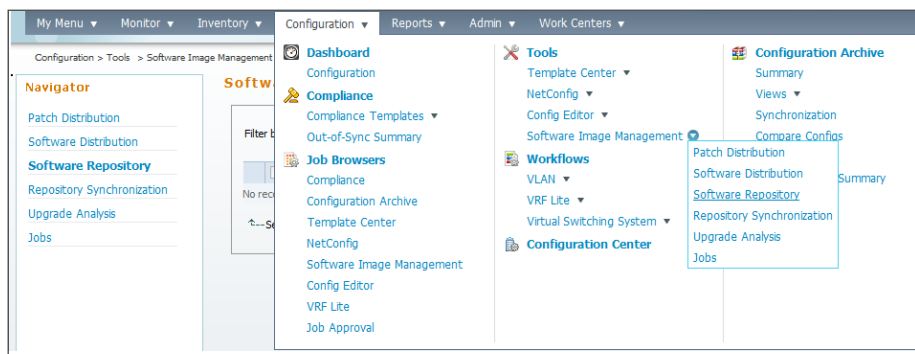 My Menu Monitor Inventory Configuration Reports Admin Work Centers
Configuration > Tools > Software Image Management
Navigator
Patch Distribution
Software Distribution
Software Repository
Repository Synchronization
Upgrade Analysis
Jobs
Softw
Filter b
No rec
Se
Dashboard
Configuration
Compliance
Compliance Templates
Out-of-Sync Summary
Job Browsers
Compliance
Configuration Archive
Template Center
NetConfig
Software Image Management
Config Editor
VRF Lite
Job Approval
Tools
Template Center
NetConfig
Config Editor
Software Image Management
Workflows
VLAN
VRF Lite
Virtual Switching System
Configuration Center
Configuration Archive
Summary
Views
Synchronization
Compare Configs
Summary
Patch Distribution
Software Distribution
Software Repository
Repository Synchronization
Upgrade Analysis
Jobs